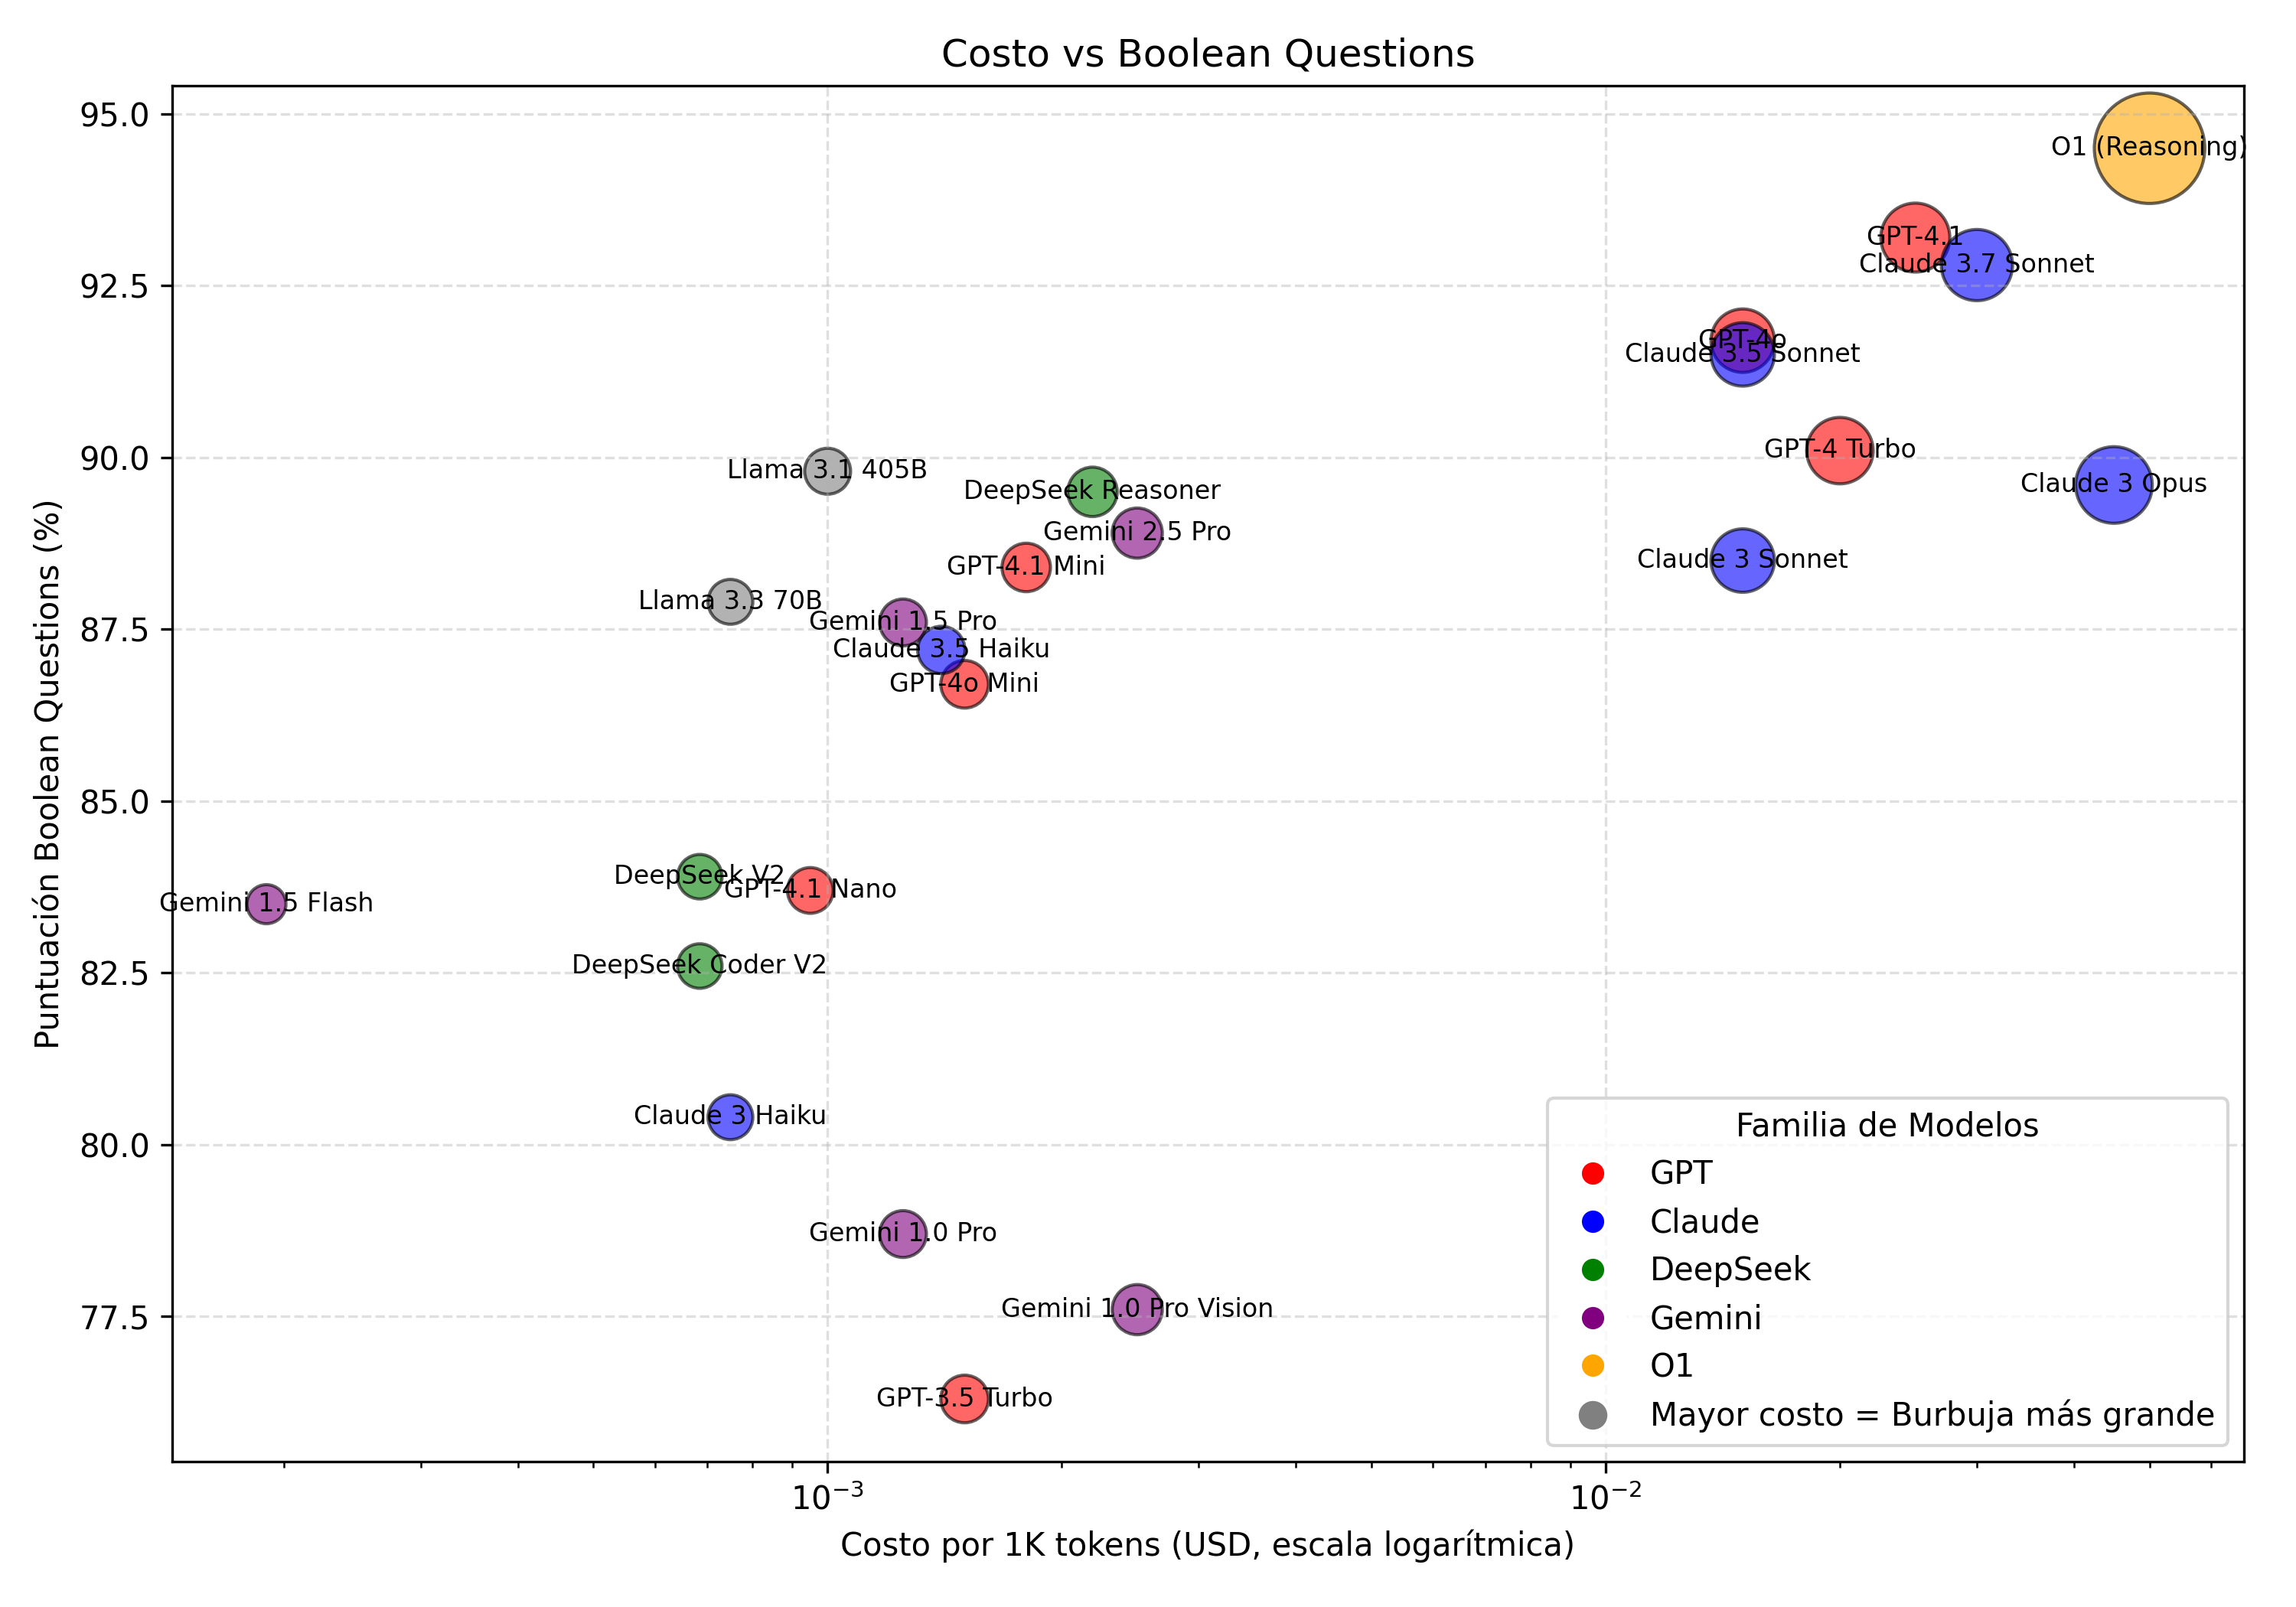 Costo vs Boolean Questions
95.0
92.5
90.0
87.5
85.0
82.5
80.0
77.5
Puntuación Boolean Questions (%)
O1 (Reasoning)
GPT-4.1
Claude 3.7 Sonnet
GPT-4o
Claude 3.5 Sonnet
GPT-4 Turbo
Llama 3.1 405B
Claude 3 Opus
DeepSeek Reasoner
Gemini 2.5 Pro
GPT-4.1 Mini
Claude 3 Sonnet
Llama 3.3 70B
Gemini 1.5 Pro
Claude 3.5 Haiku
GPT-4o Mini
DeepSeek V2
GPT-4.1 Nano
Gemini 1.5 Flash
DeepSeek Coder V2
Claude 3 Haiku
Gemini 1.0 Pro
Gemini 1.0 Pro Vision
GPT-3.5 Turbo
Familia de Modelos
GPT
Claude
DeepSeek
Gemini
O1
Mayor costo = Burbuja más grande
10⁻³
10⁻²
Costo por 1K tokens (USD, escala logarítmica)